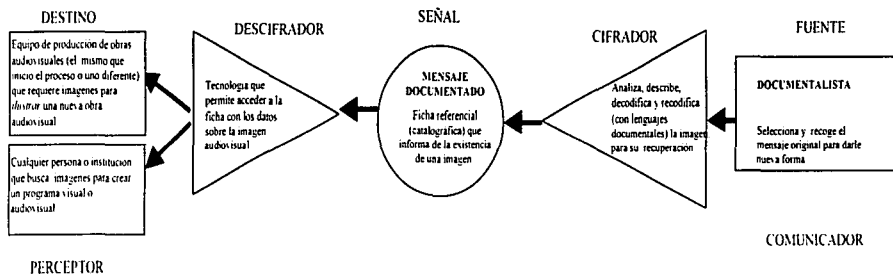 DESTINO
Equipo de producción de obras
audiovisuales (el mismo que
inicio el proceso o uno diferente)
que requiere imágenes para
ilustrar una nueva obra
audiovisual
Cualquier persona o institución
que busca imágenes para crear
un programa visual o
audiovisual
PERCEPTOR
DESCIFRADOR
Tecnología que
permite acceder a la
ficha con los datos
sobre la imagen
audiovisual
SEÑAL
MENSAJE
DOCUMENTADO
Ficha referencial
(catalográfica) que
informa de la existencia
de una imagen
CIFRADOR
Analiza, describe,
decodifica y recodifica
(con lenguajes
documentales) la imagen
para su recuperación
FUENTE
DOCUMENTALISTA
Selecciona y recoge el
mensaje original para darle
nueva forma
COMUNICADOR